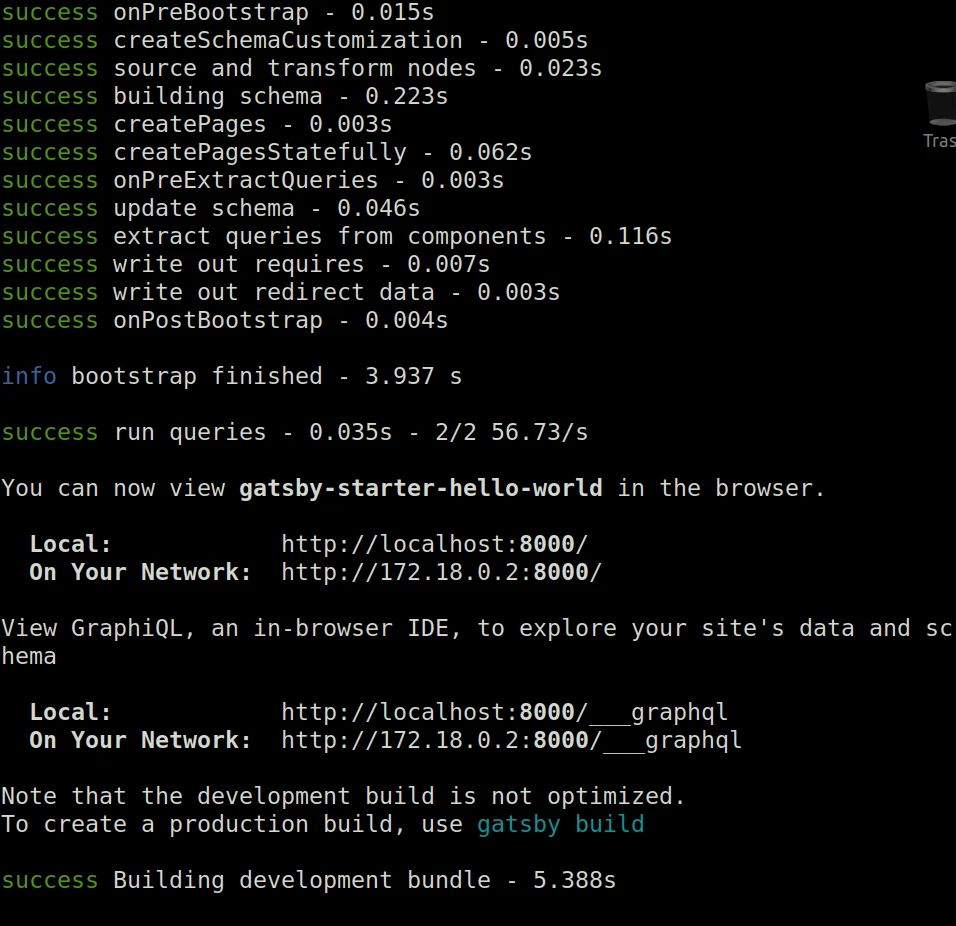 success onPreBootstrap - 0.015s
success createSchemaCustomization - 0.005s
success source and transform nodes - 0.023s
success building schema - 0.223s
success createPages - 0.003s
success createPagesStatefully - 0.062s
success onPreExtractQueries - 0.003s
success update schema - 0.046s
success extract queries from components - 0.116s
success write out requires - 0.007s
success write out redirect data - 0.003s
success onPostBootstrap - 0.004s
info bootstrap finished - 3.937 s
success run queries - 0.035s - 2/2 56.73/s
You can now view gatsby-starter-hello-world in the browser.
Local: http://localhost:8000/
On Your Network: http://172.18.0.2:8000/
View GraphiQL, an in-browser IDE, to explore your site's data and sc
hema
Local: http://localhost:8000/___graphql
On Your Network: http://172.18.0.2:8000/___graphql
Note that the development build is not optimized.
To create a production build, use gatsby build
success Building development bundle - 5.388s
Tras